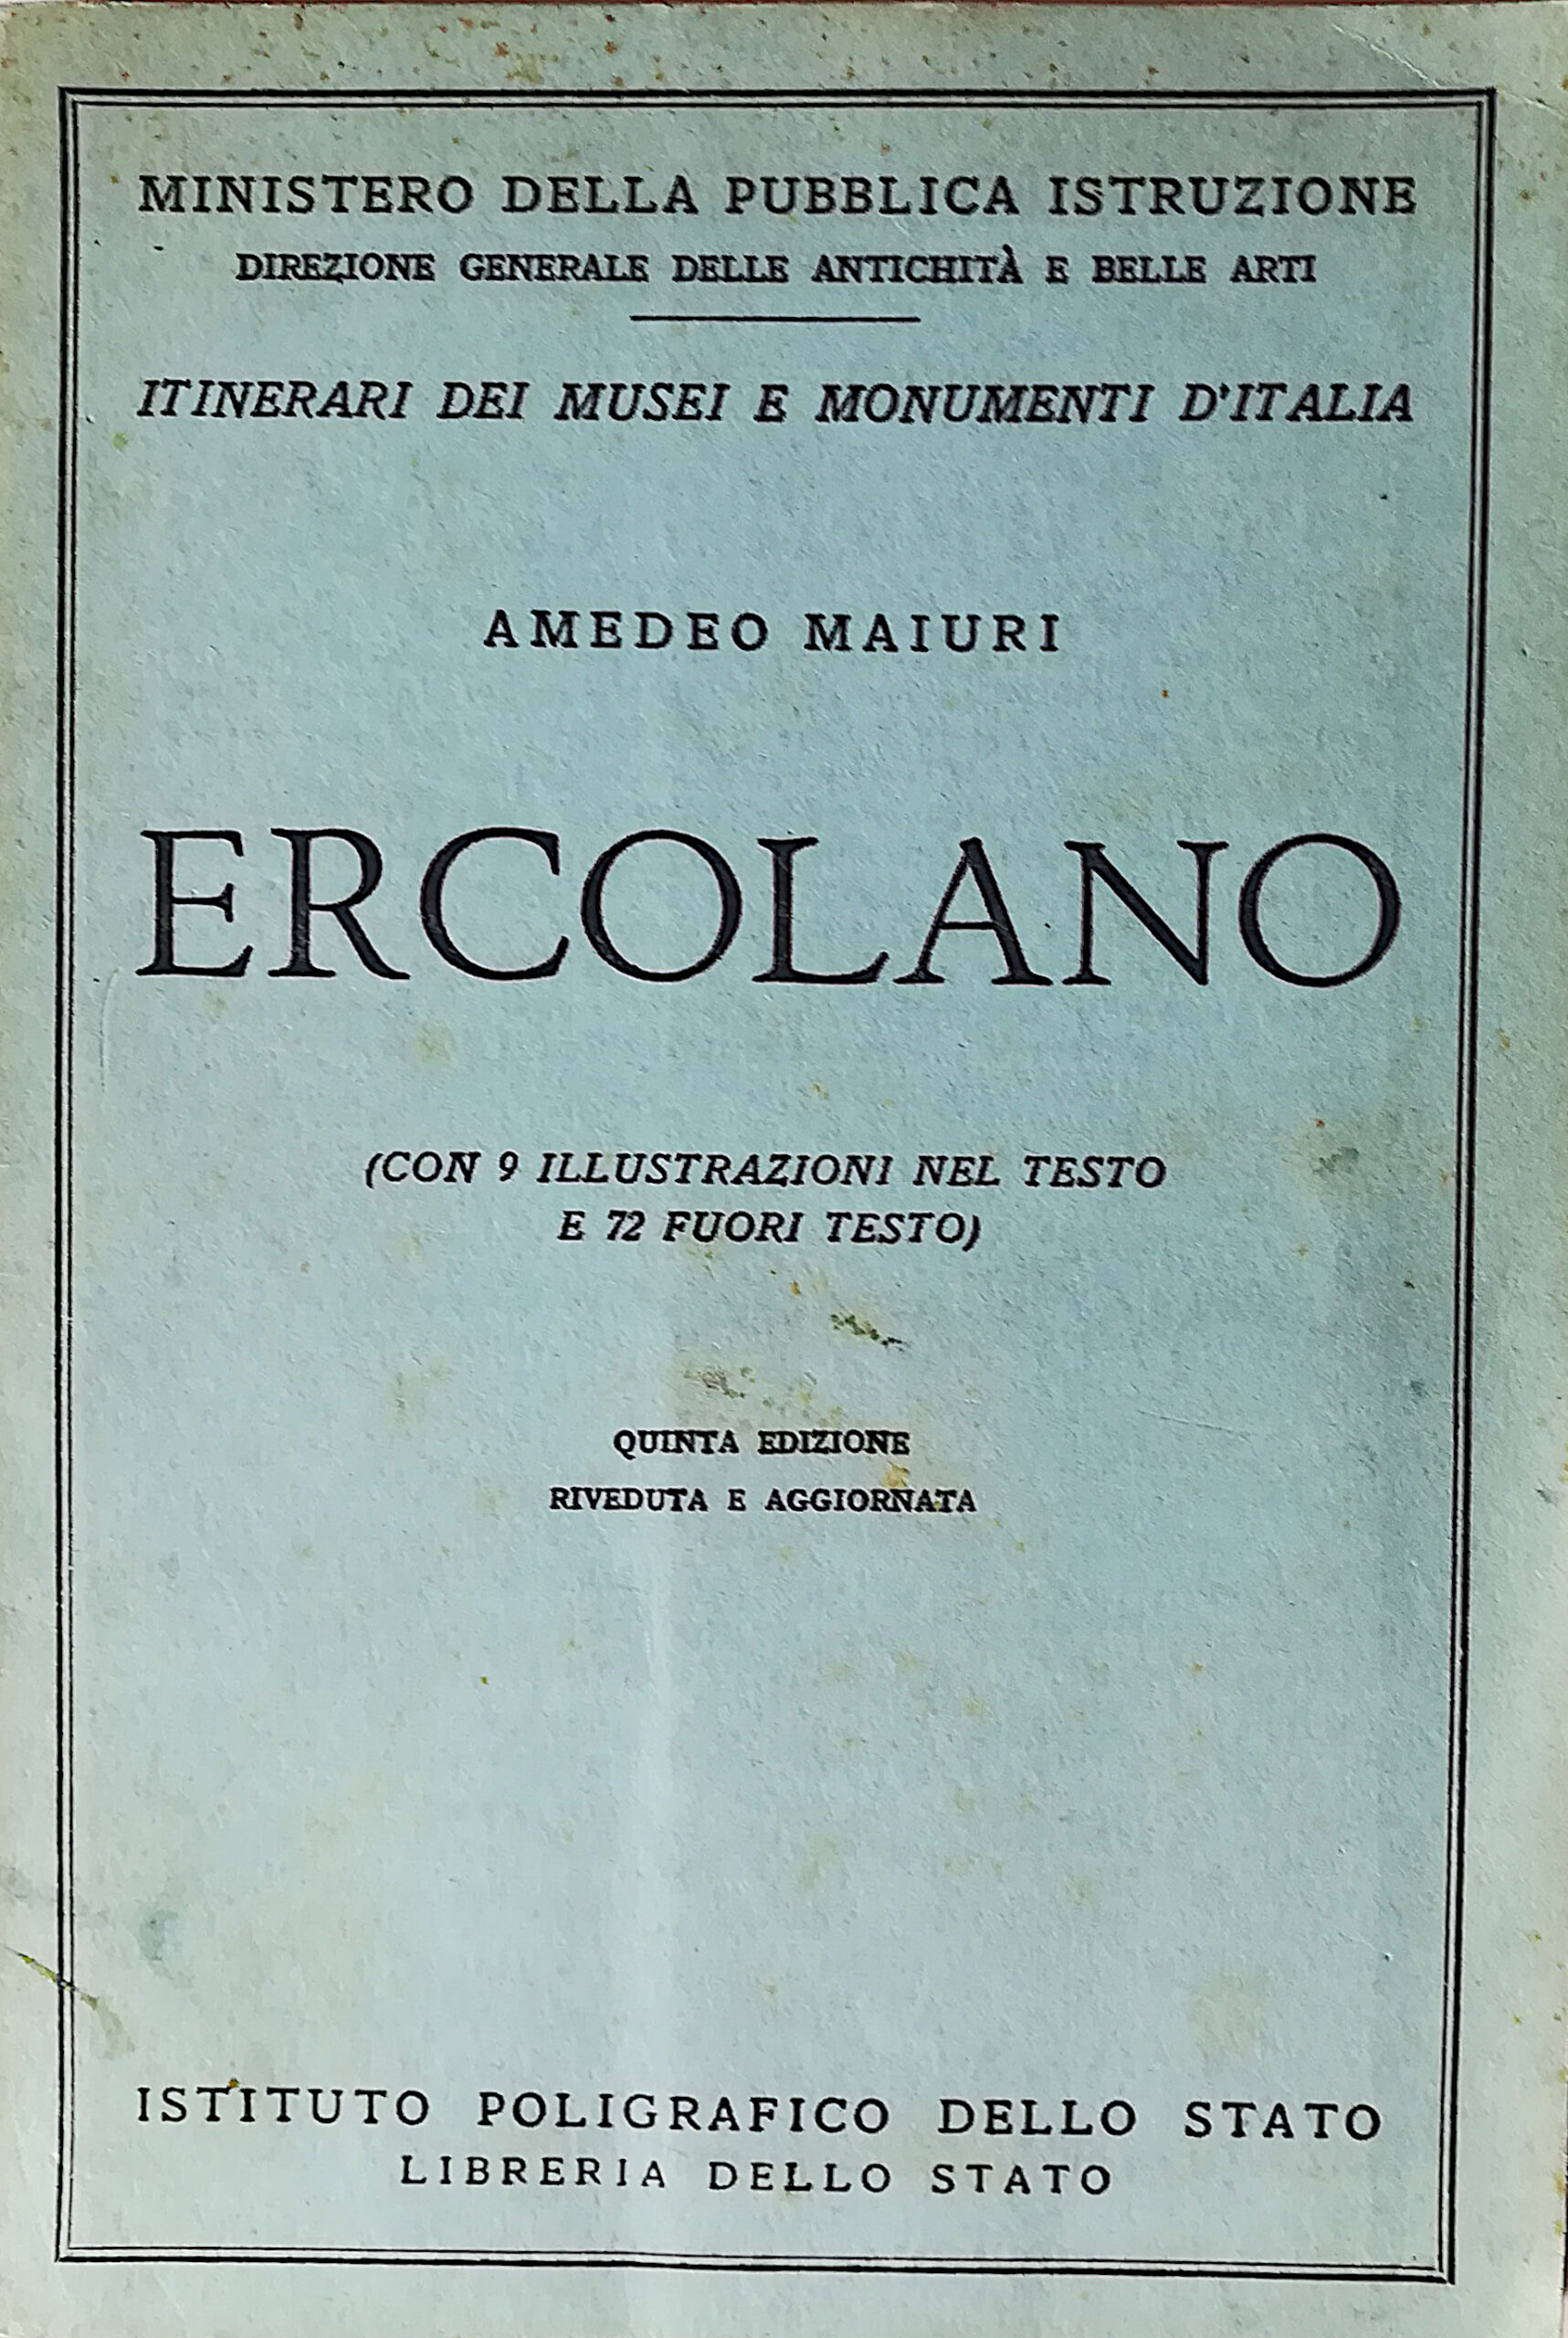 MINISTERO DELLA PUBBLICA ISTRUZIONE
DIREZIONE GENERALE DELLE ANTICHITÀ E BELLE ARTI
ITINERARI DEI MUSEI E MONUMENTI D'ITALIA
AMEDEO MAIURI
ERCOLANO
(CON 9 ILLUSTRAZIONI NEL TESTO
E 72 FUORI TESTO)
QUINTA EDIZIONE
RIVEDUTA E AGGIORNATA
ISTITUTO POLIGRAFICO DELLO STATO
LIBRERIA DELLO STATO